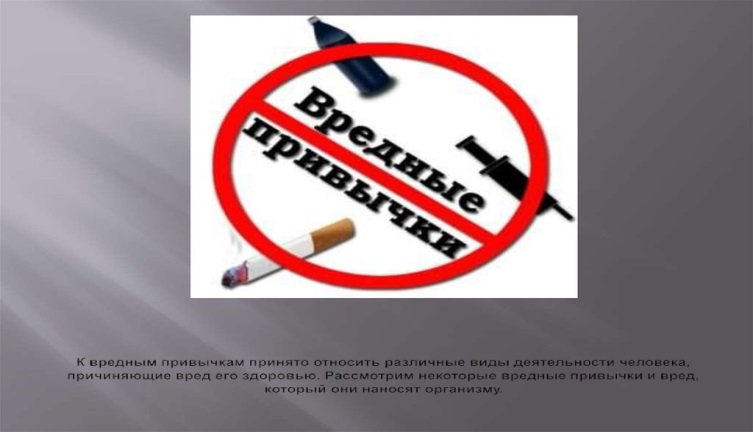 Вредные
привычки
К вредным привычкам принято относить различные виды деятельности человека,
причиняющие вред его здоровью. Рассмотрим некоторые вредные привычки и вред,
который они наносят организму.